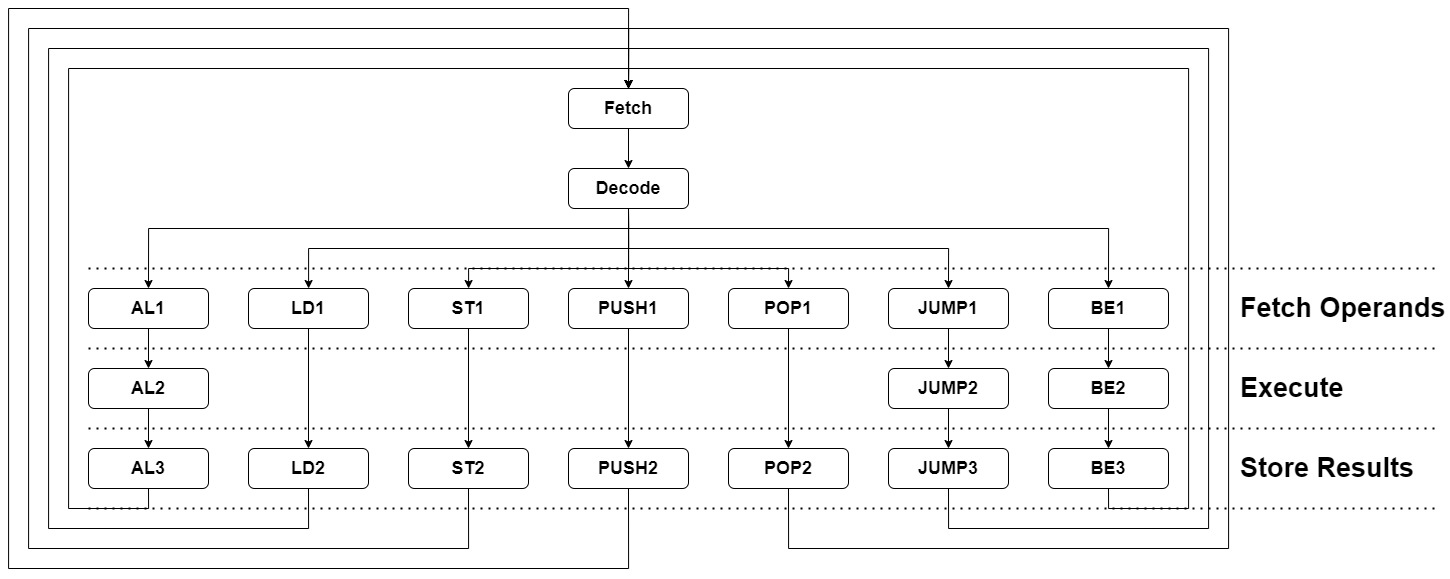 Fetch
Decode
AL1 LD1 ST1 PUSH1 POP1 JUMP1 BE1 Fetch Operands
AL2 JUMP2 BE2 Execute
AL3 LD2 ST2 PUSH2 POP2 JUMP3 BE3 Store Results